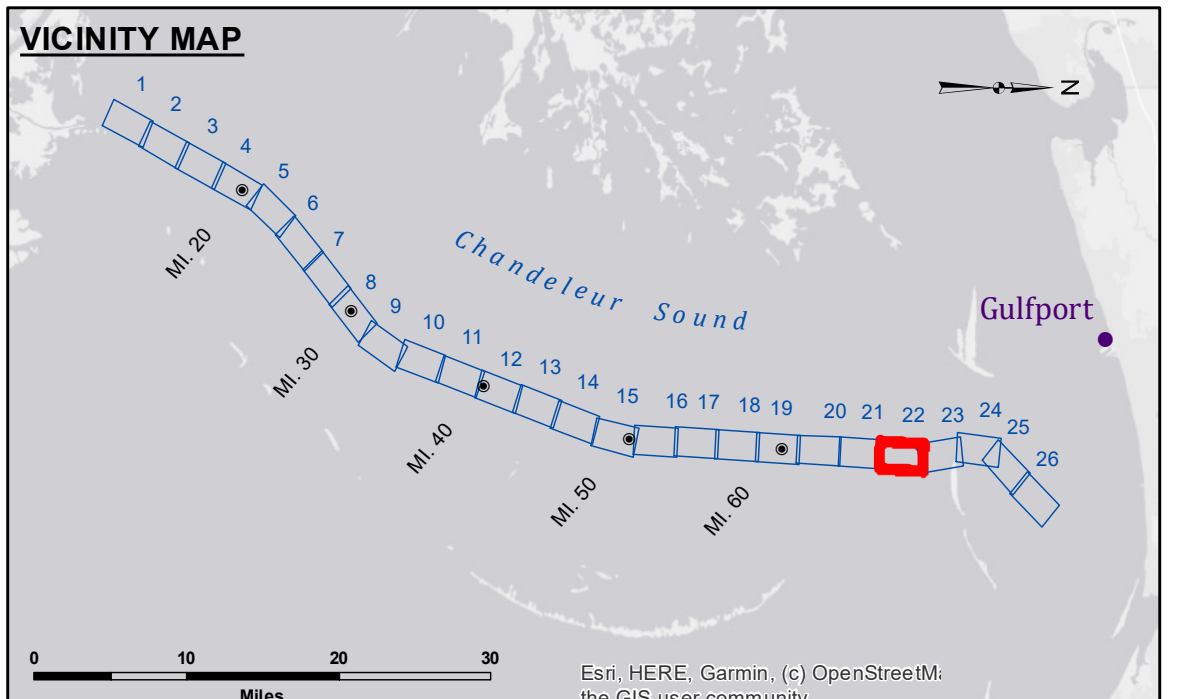 VICINITY MAP
N
1
2
3
4
5
6
7
8
9
10
11
12
13
14
15
16
17
18
19
20
21
22
23
24
25
26
MI. 20
MI. 30
MI. 40
MI. 50
MI. 60
Chandeleur Sound
Gulfport
0 10 20 30
Miles
Esri, HERE, Garmin, (c) OpenStreetMa
the GIS user community